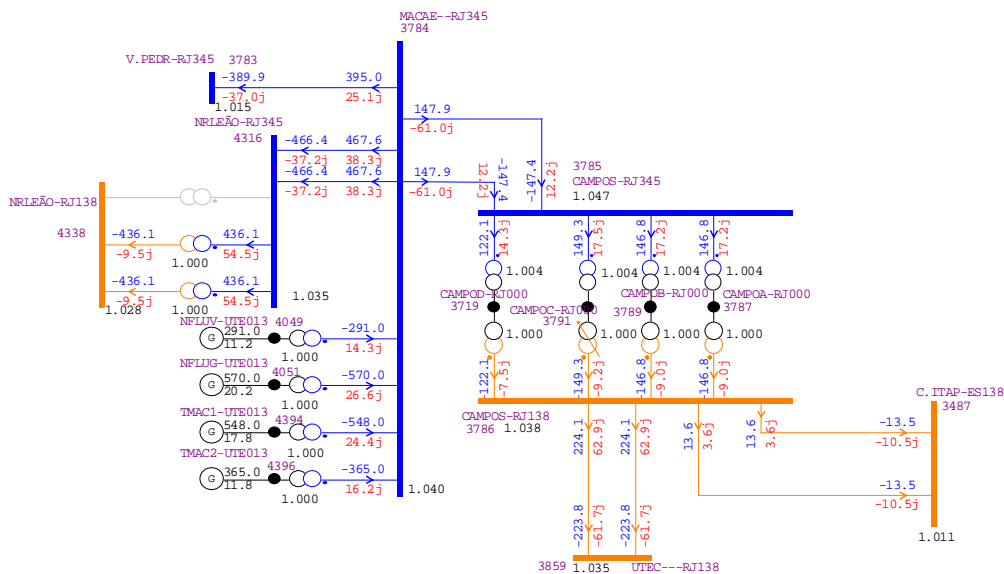 MACAE--RJ345
3784
V.PEDR-RJ345 3783
-389.9 395.0
-37.0j 25.1j
1.015
NRLEÃO-RJ345
4316
-466.4 467.6
-37.2j 38.3j
-466.4 467.6
-37.2j 38.3j
147.9
-61.0j
147.9
-61.0j
12.2j
-147.4
-147.4
12.2j
3785
CAMPOS-RJ345
1.047
NRLEÃO-RJ138
4338
-436.1 436.1
-9.5j 54.5j
1.000
-436.1 436.1
-9.5j 54.5j
1.028
1.000
1.035
122.1
14.3j
149.3
17.5j
146.8
17.2j
146.8
17.2j
1.004
1.004
1.004
1.004
CAMPOD-RJ000
3719
CAMPOC-RJ000
3791
CAMPOB-RJ000
3789
CAMPOA-RJ000
3787
1.000
1.000
1.000
1.000
-122.1
-7.5j
-149.3
-9.2j
-146.8
-9.0j
-146.8
-9.0j
NFLUV-UTE013 4049
G
291.0
11.2
1.000
-291.0
14.3j
NFLUG-UTE013
4051
G
570.0
20.2
1.000
-570.0
26.6j
TMAC1-UTE013
4394
G
548.0
17.8
1.000
-548.0
24.4j
TMAC2-UTE013
4396
G
365.0
11.8
1.000
-365.0
16.2j
1.040
CAMPOS-RJ138
3786 1.038
224.1
62.9j
224.1
62.9j
13.6
3.6j
13.6
3.6j
C.ITAP-ES138
3487
-13.5
-10.5j
-13.5
-10.5j
1.011
-223.8
-61.7j
-223.8
-61.7j
3859 1.035 UTEC---RJ138